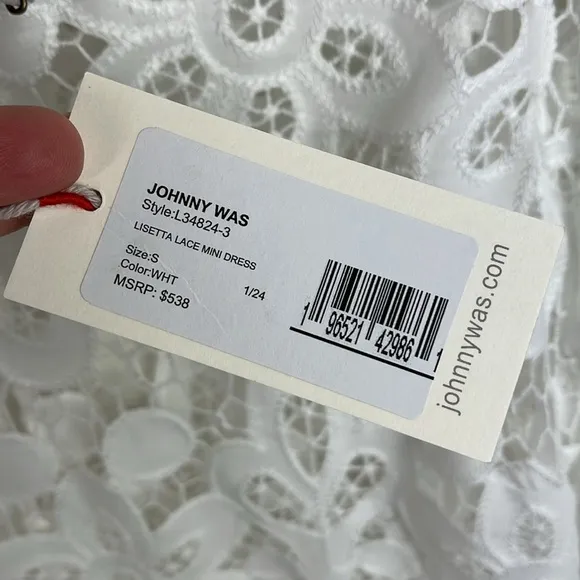 JOHNNY WAS
Style:L34824-3
LISETTA LACE MINI DRESS
Size:S
Color:WHT 1/24
MSRP: $538
1 96521 42986 1
johnnywas.com